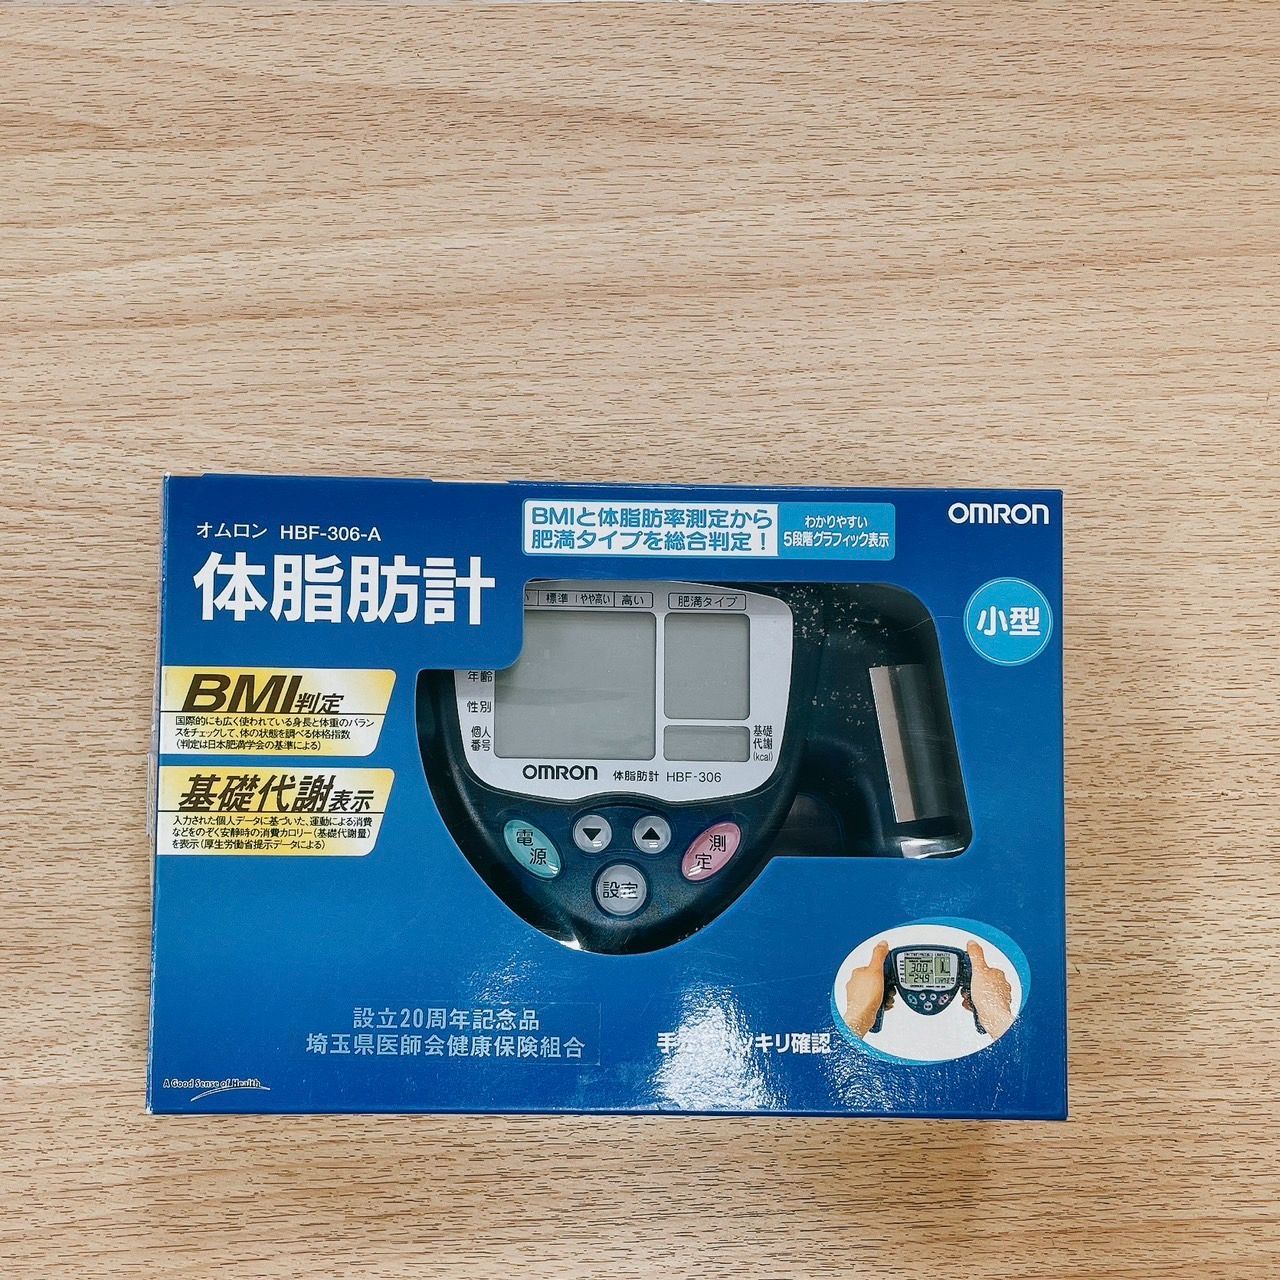 オムロン HBF-306-A
体脂肪計
BMIと体脂肪率測定から
肥満タイプを総合判定！
わかりやすい
5段階グラフィック表示
OMRON
小型
BMI判定
国際的にも広く使われている身長と体重のバラン
スをチェックして、体の状態を調べる体格指数
(判定は日本肥満学会の基準による)
基礎代謝表示
入力された個人データに基づいた、運動による消費
などをのぞく安静時の消費カロリー(基礎代謝量)
を表示(厚生労働省提示データによる)
い 標準 やや高い 高い 肥満タイプ
年齢
性別
個人
番号
基礎
代謝
(kcal)
OMRON 体脂肪計 HBF-306
電源
▼
▲
測定
設定
設立20周年記念品
埼玉県医師会健康保険組合
キリ確認
A Good Sense of Health